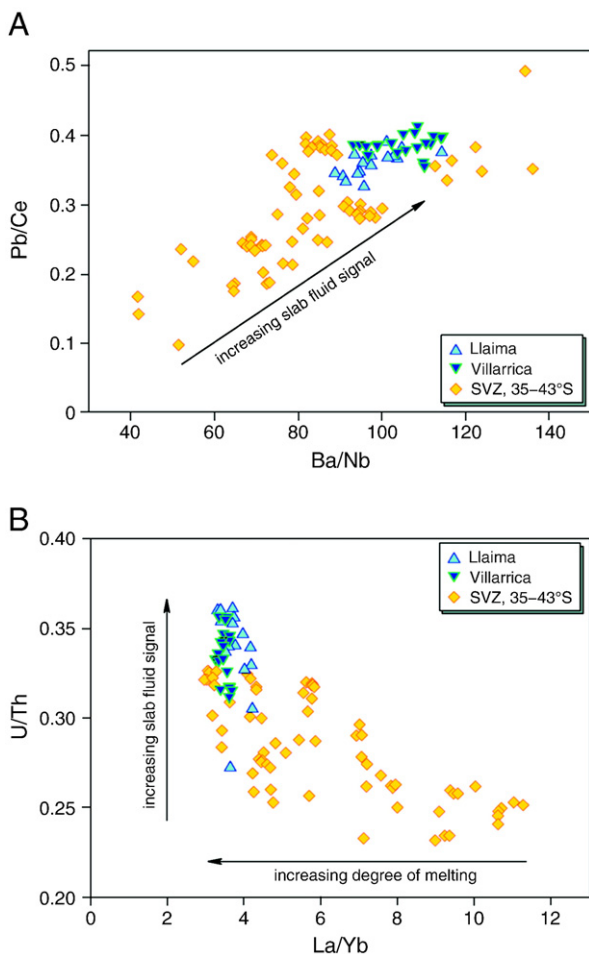 A
0.5
0.4
0.3
0.2
0.1
0
Pb/Ce
increasing slab fluid signal
Llaima
Villarrica
SVZ, 35–43°S
40 60 80 100 120 140
Ba/Nb
B
0.40
0.35
0.30
0.25
0.20
U/Th
increasing slab fluid signal
Llaima
Villarrica
SVZ, 35–43°S
increasing degree of melting
0 2 4 6 8 10 12
La/Yb